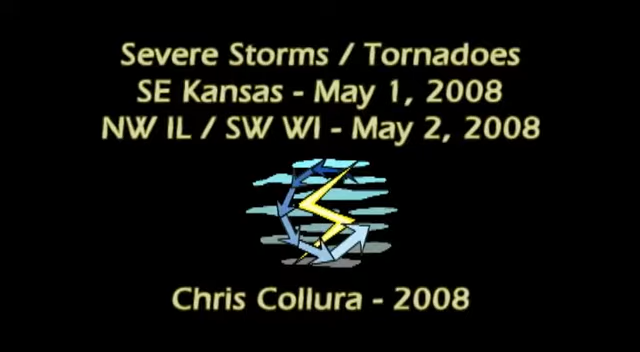 Severe Storms / Tornadoes
SE Kansas - May 1, 2008
NW IL / SW WI - May 2, 2008
Chris Collura - 2008